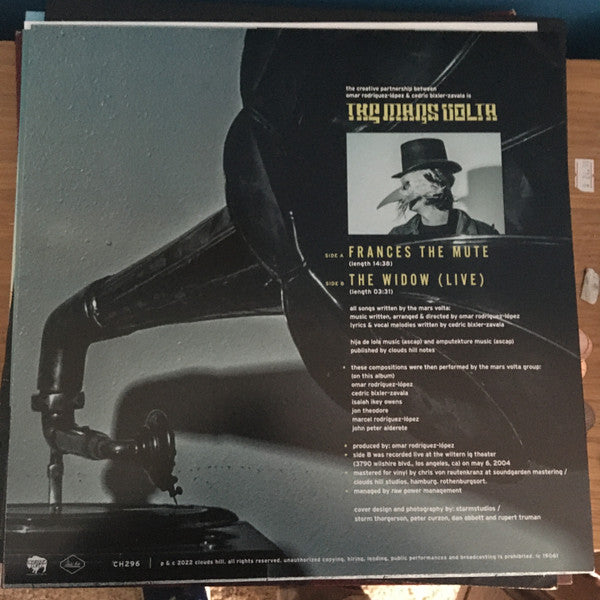 the creative partnership between
omar rodriguez-lópez & cedric bixler-zavala is
THE MARS VOLTA
SIDE A FRANCES THE MUTE
(length 14:38)
SIDE B THE WIDOW (LIVE)
(length 03:31)
all songs written by the mars volta:
music written, arranged & directed by omar rodríguez-lópez
lyrics & vocal melodies written by cedric bixler-zavala
hija de lola music (ascap) and amputekture music (ascap)
published by clouds hill notes
these compositions were then performed by the mars volta group:
(on this album)
omar rodríguez-lópez
cedric bixler-zavala
isaiah ikey owens
jon theodore
marcel rodríguez-lópez
john peter alderete
produced by: omar rodríguez-lópez
side B was recorded live at the wiltern lg theater
(3790 wilshire blvd., los angeles, ca) on may 6, 2004
mastered for vinyl by chris von rautenkranz at soundgarden mastering /
clouds hill studios, hamburg, rothenburgsort.
managed by raw power management
cover design and photography by: stormstudios /
storm thorgerson, peter curzon, dan abbott and rupert truman
CH296 | p & c 2022 clouds hill. all rights reserved. unauthorized copying, hiring, lending, public performances and broadcasting is prohibited. lc 19061